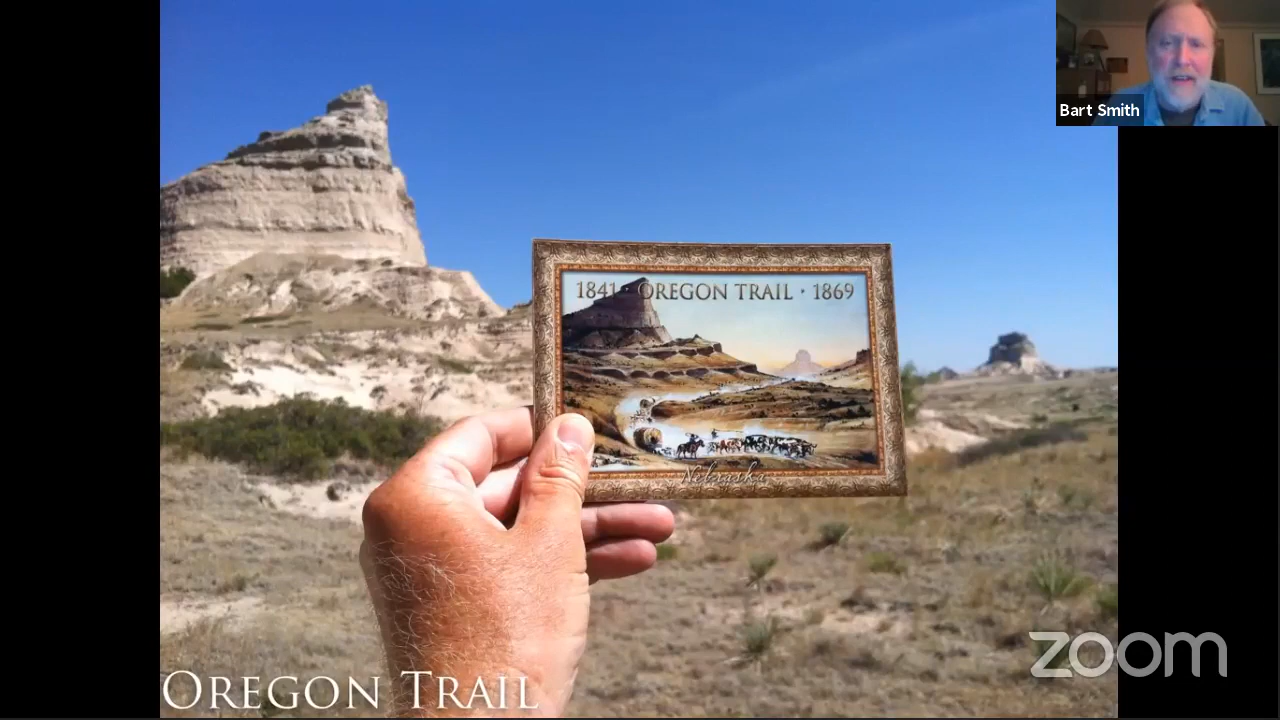 Bart Smith
1841 · OREGON TRAIL · 1869
Nebraska
zoom
OREGON TRAIL